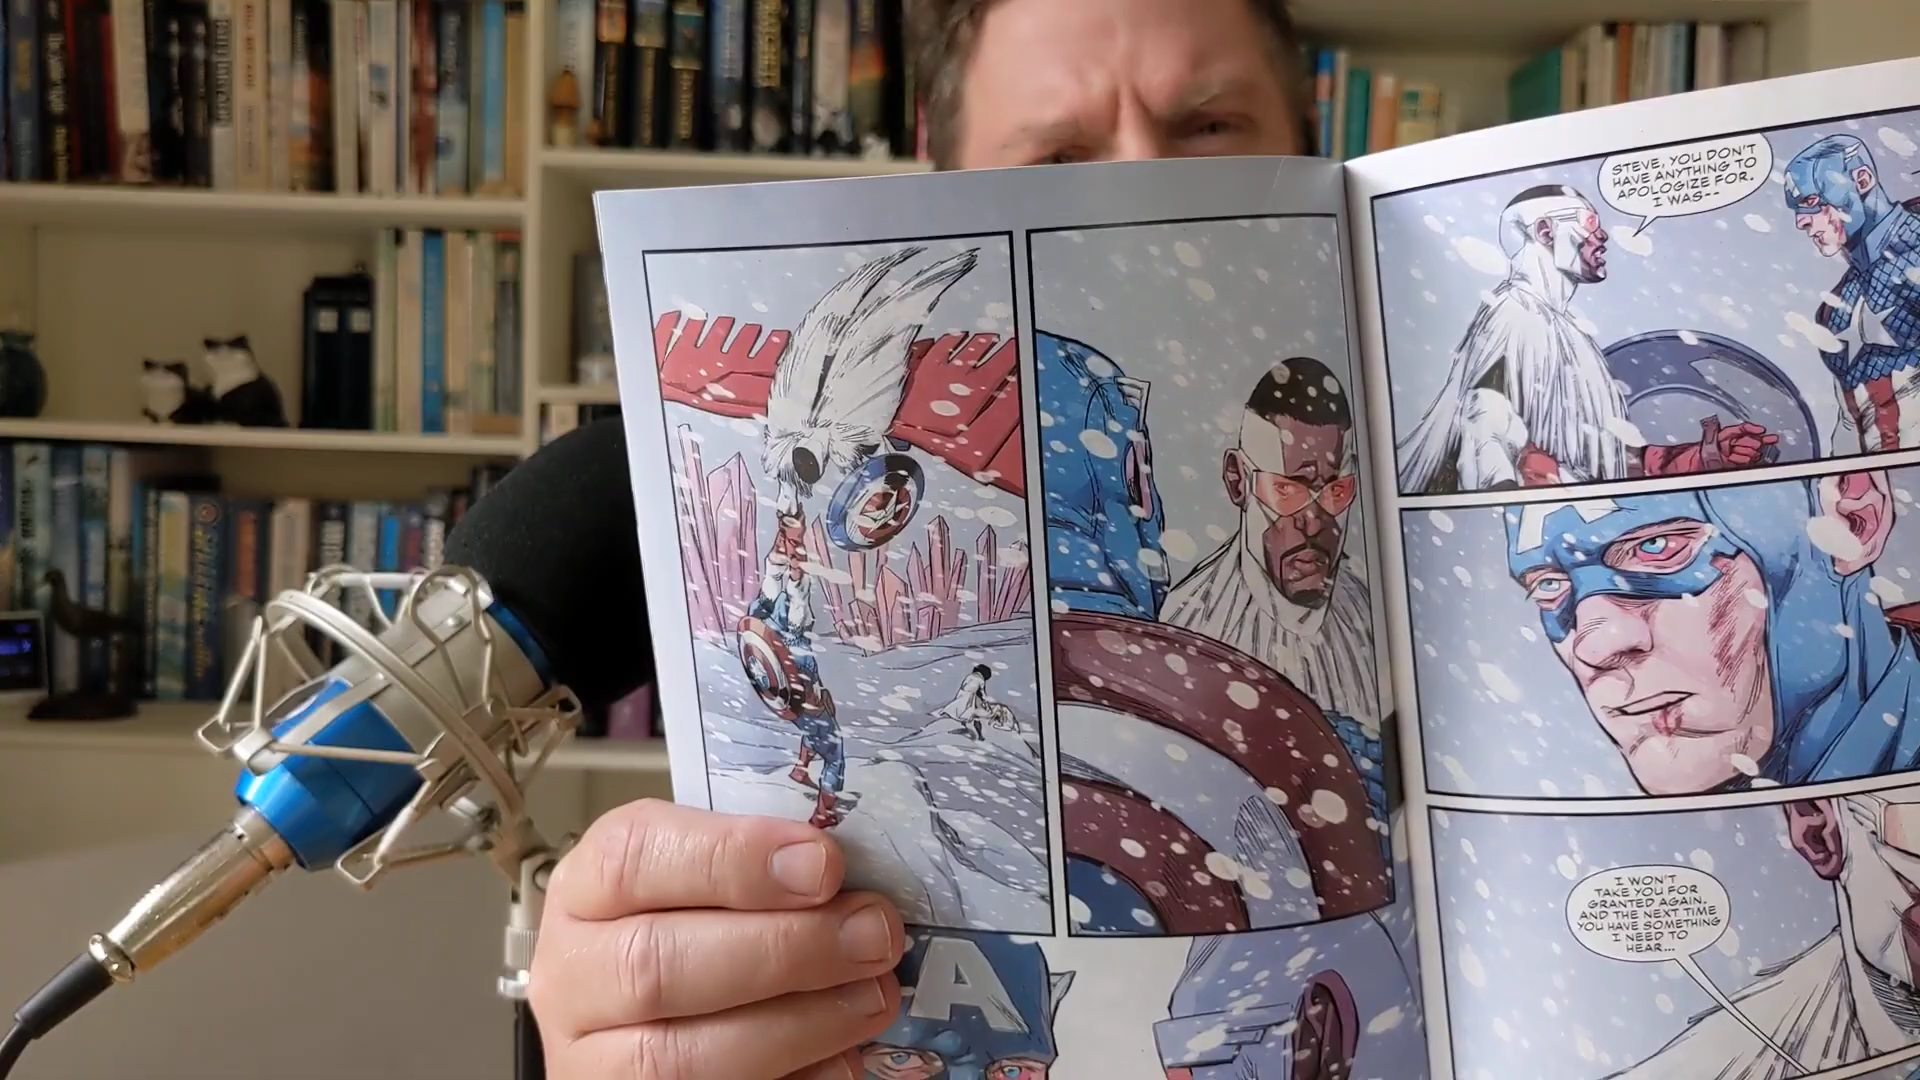 STEVE, YOU DON'T
HAVE ANYTHING TO
APOLOGIZE FOR.
I WAS--
I WON'T
TAKE YOU FOR
GRANTED AGAIN.
AND THE NEXT TIME
YOU HAVE SOMETHING
I NEED TO
HEAR...
A